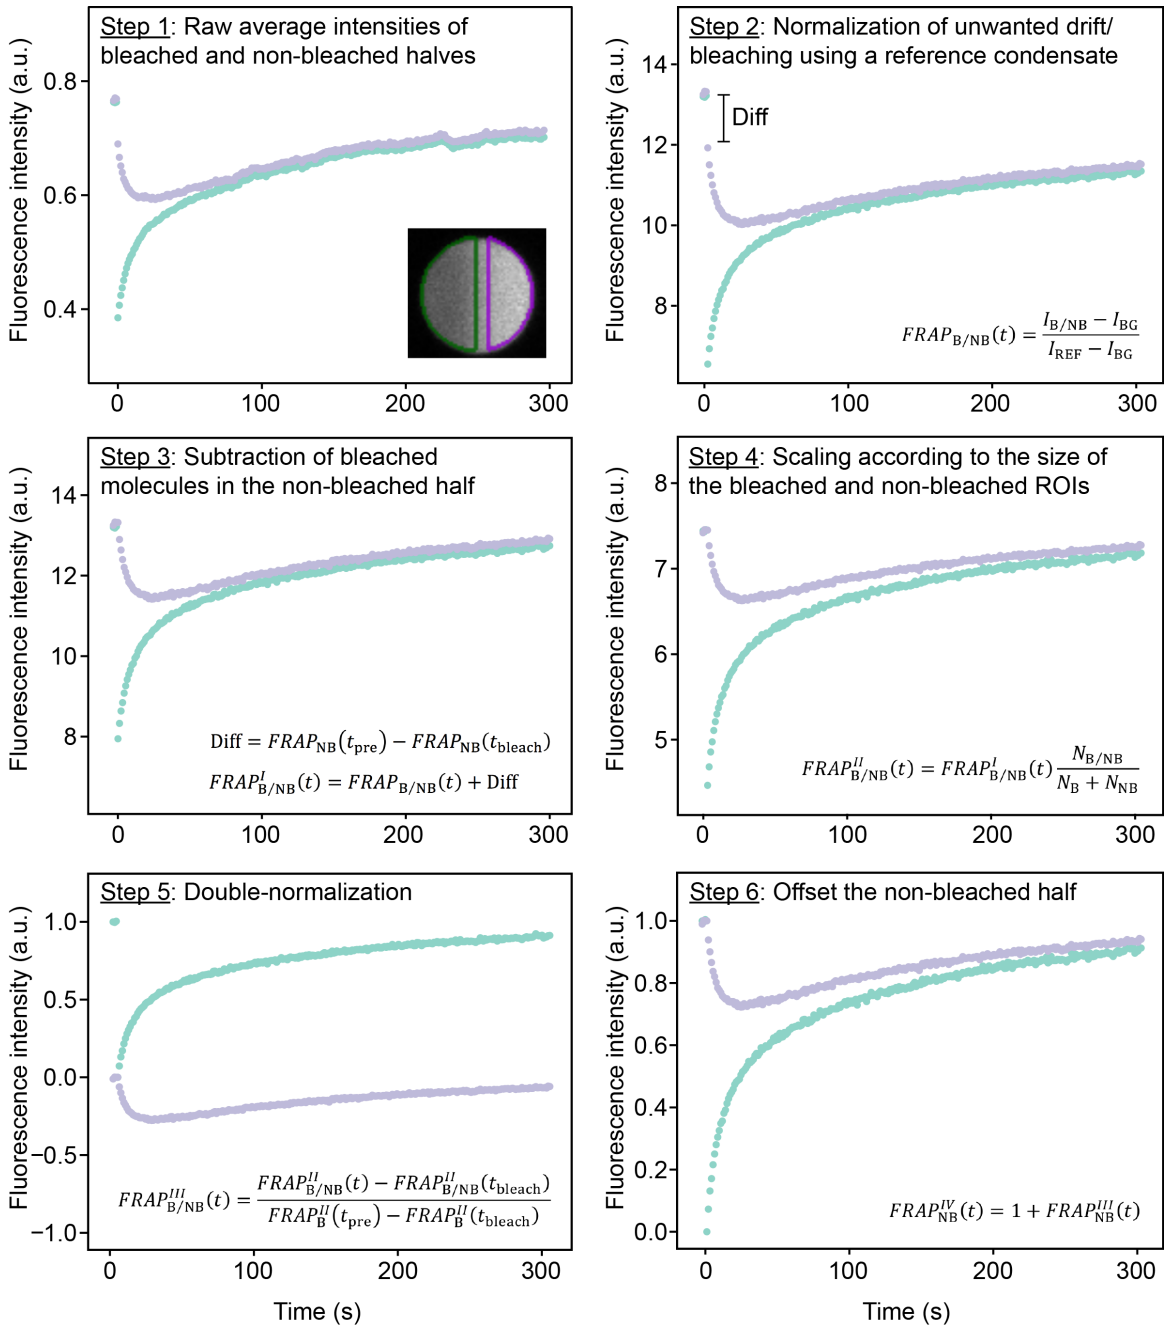 Step 1: Raw average intensities of
bleached and non-bleached halves
Fluorescence intensity (a.u.)
0.8
0.6
0.4
0
100
200
300
Step 2: Normalization of unwanted drift/
bleaching using a reference condensate
Fluorescence intensity (a.u.)
14
12
10
8
Diff
FRAP_B/NB(t) = (I_B/NB − I_BG) / (I_REF − I_BG)
0
100
200
300
Step 3: Subtraction of bleached
molecules in the non-bleached half
Fluorescence intensity (a.u.)
14
12
10
8
Diff = FRAP_NB(t_pre) − FRAP_NB(t_bleach)
FRAP^I_B/NB(t) = FRAP_B/NB(t) + Diff
0
100
200
300
Step 4: Scaling according to the size of
the bleached and non-bleached ROIs
Fluorescence intensity (a.u.)
8
7
6
5
FRAP^II_B/NB(t) = FRAP^I_B/NB(t) N_B/NB / (N_B + N_NB)
0
100
200
300
Step 5: Double-normalization
Fluorescence intensity (a.u.)
1.0
0.5
0.0
−0.5
−1.0
FRAP^III_B/NB(t) = (FRAP^II_B/NB(t) − FRAP^II_B/NB(t_bleach)) / (FRAP^II_B(t_pre) − FRAP^II_B(t_bleach))
0
100
200
300
Time (s)
Step 6: Offset the non-bleached half
Fluorescence intensity (a.u.)
1.0
0.8
0.6
0.4
0.2
0.0
FRAP^IV_NB(t) = 1 + FRAP^III_NB(t)
0
100
200
300
Time (s)